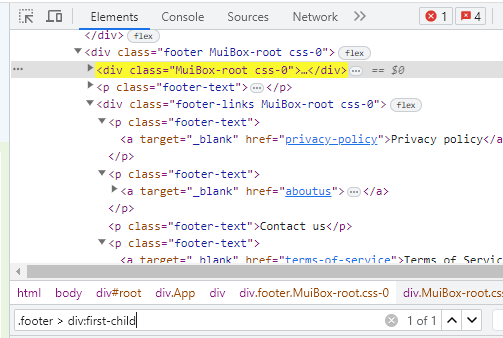 Elements Console Sources Network » 1 4
</div> flex
<div class="footer MuiBox-root css-0"> flex
… <div class="MuiBox-root css-0">…</div> … == $0
<p class="footer-text"> … </p>
<div class="footer-links MuiBox-root css-0"> flex
<p class="footer-text">
<a target="_blank" href="privacy-policy">Privacy policy</a
</p>
<p class="footer-text">
<a target="_blank" href="aboutus"> … </a>
</p>
<p class="footer-text">Contact us</p>
<p class="footer-text">
<a target="_blank" href="terms-of-service">Terms of Servic
html body div#root div.App div div.footer.MuiBox-root.css-0 div.MuiBox-root.css-0
.footer > div:first-child 1 of 1